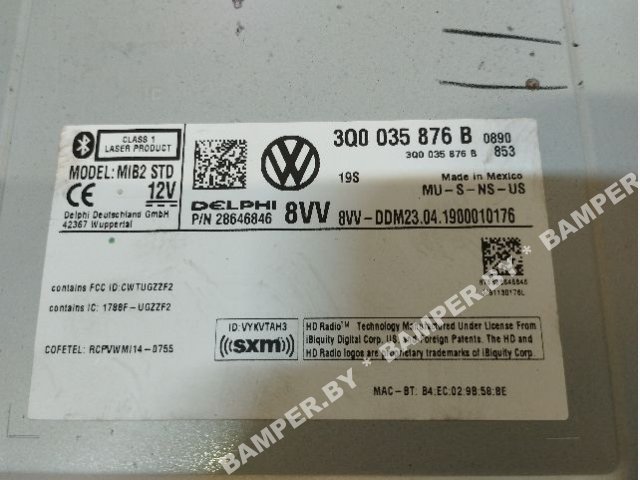 CLASS 1
LASER PRODUCT
MODEL: MIB2 STD
CE 12V
Delphi Deutschland GmbH
42367 Wuppertal
3Q0 035 876 B 0890
3Q0 035 876 B 853
19S Made in Mexico
MU-S-NS-US
DELPHI
P/N 28646846 8VV 8VV-DDM23.04.1900010176
contains FCC ID:CWTUGZZF2
contains IC: 1788F-UGZZF2
COFETEL: RCPVWMI14-0755
ID:VYKVTAH3
((((sxm))))
HD Radio™ Technology Manufactured Under License From
iBiquity Digital Corp. US Foreign Patents. The HD
HD Radio logos are proprietary trademarks of iBiquity Corp.
MAC-BT: B4:EC:02:9B:58:8E
BAMPER.BY * BAMPER.BY * BAMPER.BY